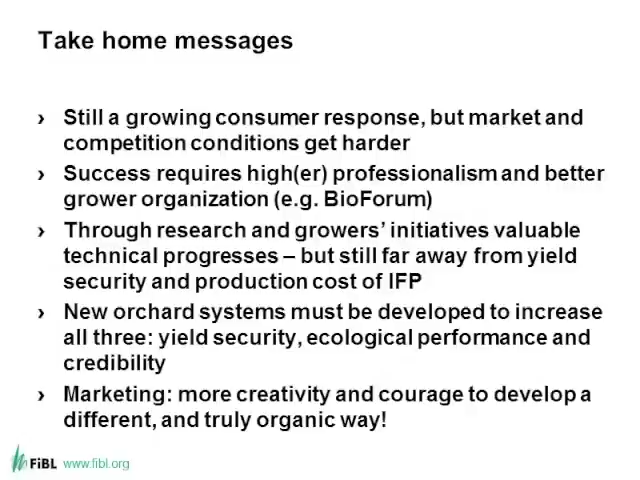 Take home messages
› Still a growing consumer response, but market and
competition conditions get harder
› Success requires high(er) professionalism and better
grower organization (e.g. BioForum)
› Through research and growers’ initiatives valuable
technical progresses – but still far away from yield
security and production cost of IFP
› New orchard systems must be developed to increase
all three: yield security, ecological performance and
credibility
› Marketing: more creativity and courage to develop a
different, and truly organic way!
FiBL www.fibl.org